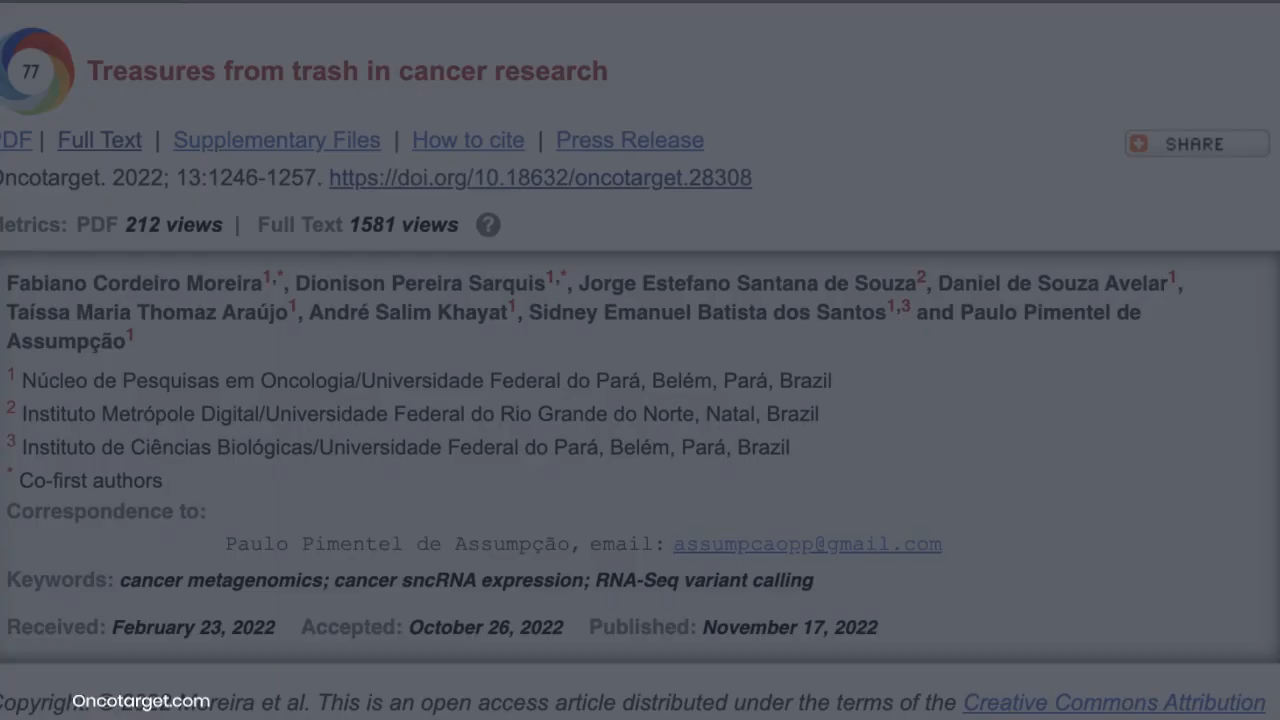 77
Treasures from trash in cancer research
PDF | Full Text | Supplementary Files | How to cite | Press Release
SHARE
Oncotarget. 2022; 13:1246-1257. https://doi.org/10.18632/oncotarget.28308
Metrics: PDF 212 views | Full Text 1581 views ?
Fabiano Cordeiro Moreira1,*, Dionison Pereira Sarquis1,*, Jorge Estefano Santana de Souza2, Daniel de Souza Avelar1,
Taíssa Maria Thomaz Araújo1, André Salim Khayat1, Sidney Emanuel Batista dos Santos1,3 and Paulo Pimentel de
Assumpção1
1 Núcleo de Pesquisas em Oncologia/Universidade Federal do Pará, Belém, Pará, Brazil
2 Instituto Metrópole Digital/Universidade Federal do Rio Grande do Norte, Natal, Brazil
3 Instituto de Ciências Biológicas/Universidade Federal do Pará, Belém, Pará, Brazil
* Co-first authors
Correspondence to:
Paulo Pimentel de Assumpção, email: assumpcaopp@gmail.com
Keywords: cancer metagenomics; cancer sncRNA expression; RNA-Seq variant calling
Received: February 23, 2022 Accepted: October 26, 2022 Published: November 17, 2022
Copyright: © 2022 Moreira et al. This is an open access article distributed under the terms of the Creative Commons Attribution
Oncotarget.com